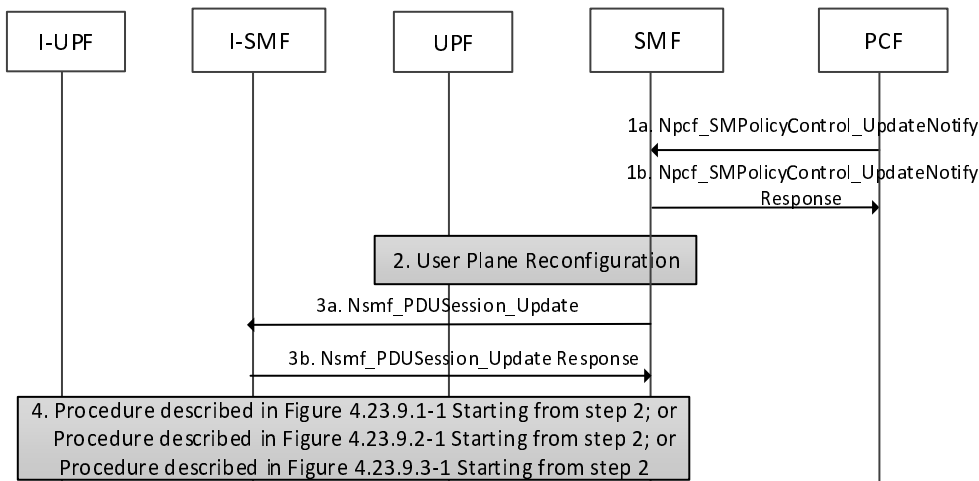 I-UPF
I-SMF
UPF
SMF
PCF
1a. Npcf_SMPolicyControl_UpdateNotify
1b. Npcf_SMPolicyControl_UpdateNotify
Response
2. User Plane Reconfiguration
3a. Nsmf_PDUSession_Update
3b. Nsmf_PDUSession_Update Response
4. Procedure described in Figure 4.23.9.1-1 Starting from step 2; or
Procedure described in Figure 4.23.9.2-1 Starting from step 2; or
Procedure described in Figure 4.23.9.3-1 Starting from step 2